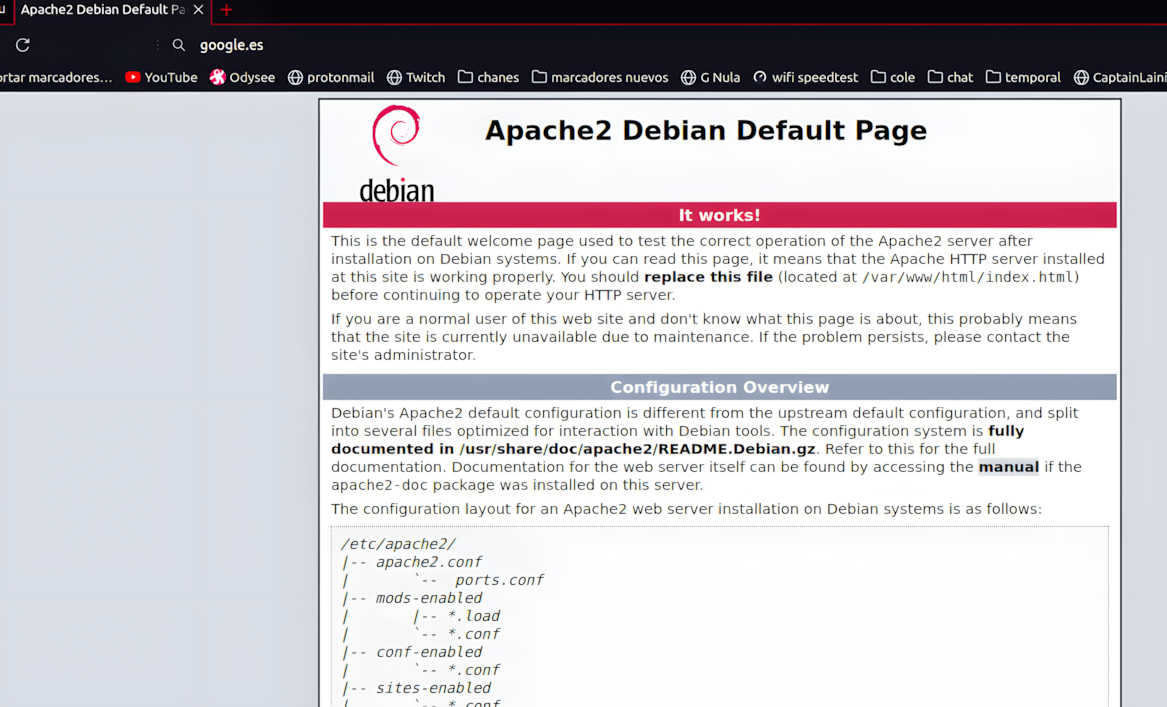 Apache2 Debian Default Pa
google.es
ortar marcadores... YouTube Odysee protonmail Twitch chanes marcadores nuevos G Nula wifi speedtest cole chat temporal CaptainLaini
debian
Apache2 Debian Default Page
It works!
This is the default welcome page used to test the correct operation of the Apache2 server after
installation on Debian systems. If you can read this page, it means that the Apache HTTP server installed
at this site is working properly. You should replace this file (located at /var/www/html/index.html)
before continuing to operate your HTTP server.
If you are a normal user of this web site and don't know what this page is about, this probably means
that the site is currently unavailable due to maintenance. If the problem persists, please contact the
site's administrator.
Configuration Overview
Debian's Apache2 default configuration is different from the upstream default configuration, and split
into several files optimized for interaction with Debian tools. The configuration system is fully
documented in /usr/share/doc/apache2/README.Debian.gz. Refer to this for the full
documentation. Documentation for the web server itself can be found by accessing the manual if the
apache2-doc package was installed on this server.
The configuration layout for an Apache2 web server installation on Debian systems is as follows:
/etc/apache2/
|-- apache2.conf
|       `--  ports.conf
|-- mods-enabled
|       |-- *.load
|       `-- *.conf
|-- conf-enabled
|       `-- *.conf
|-- sites-enabled
|       `-- *.conf